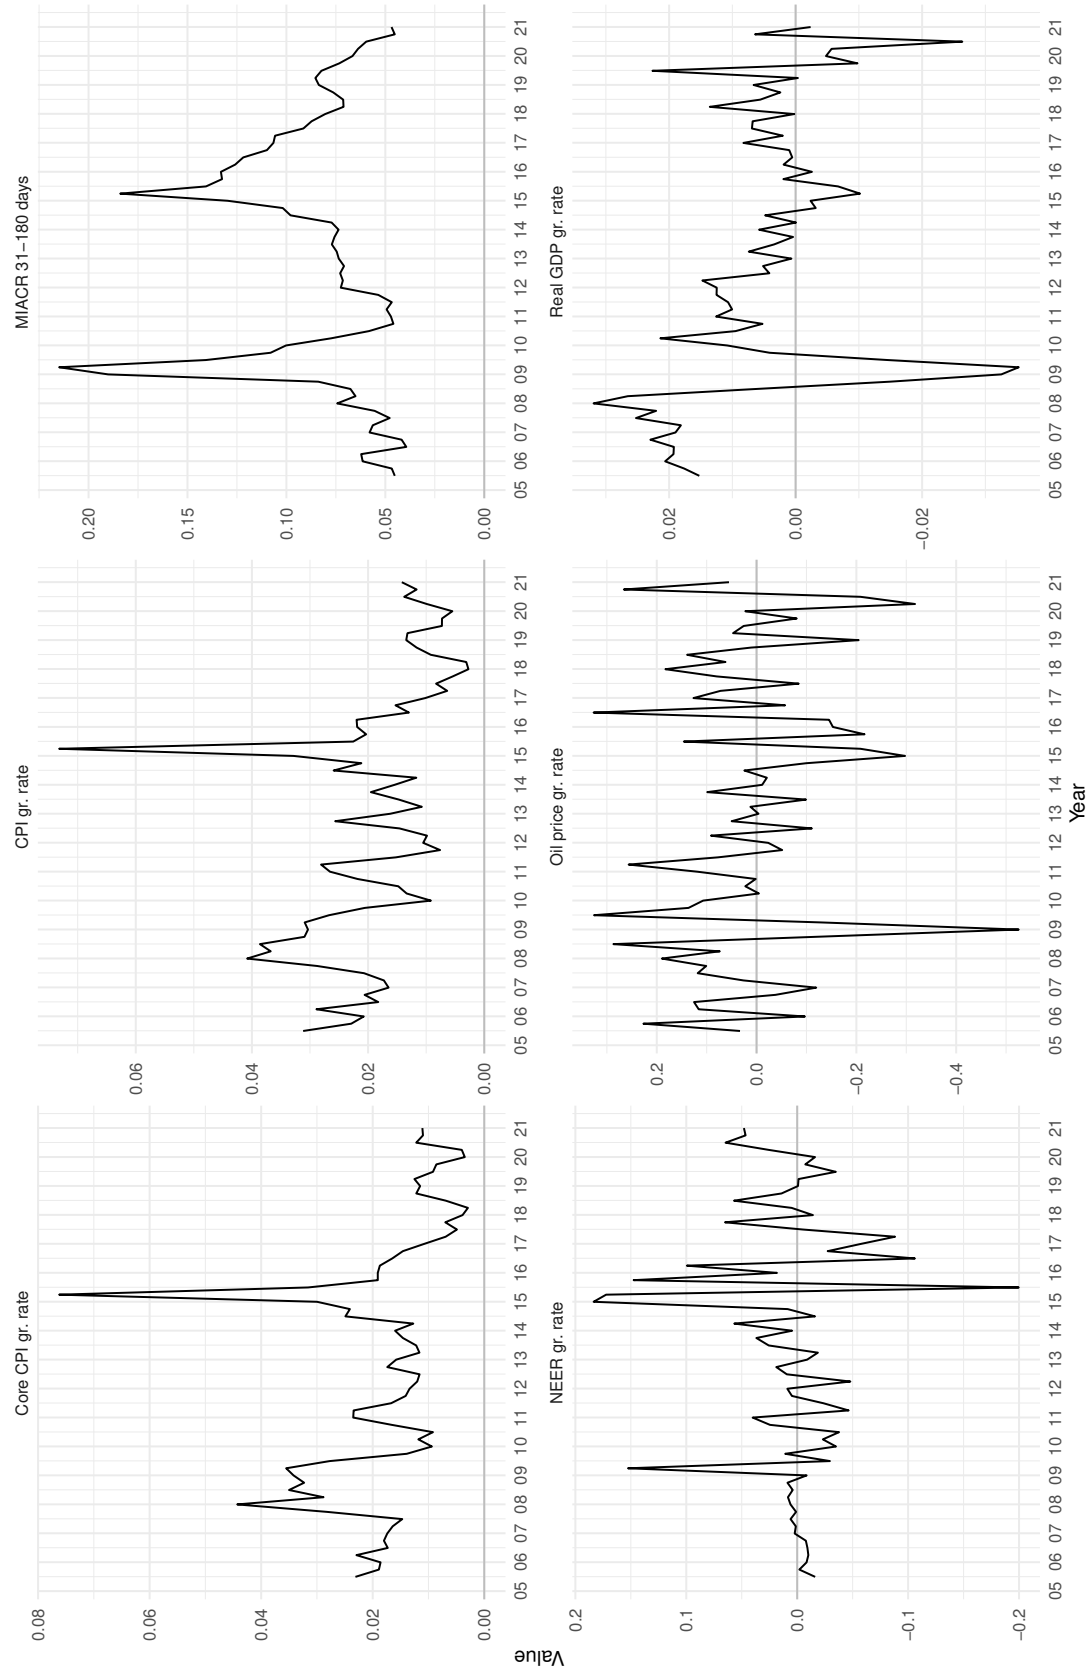 Core CPI gr. rate
CPI gr. rate
MIACR 31–180 days
0.08
0.06
0.04
0.02
0.00
0.06
0.04
0.02
0.00
0.20
0.15
0.10
0.05
0.00
05 06 07 08 09 10 11 12 13 14 15 16 17 18 19 20 21
05 06 07 08 09 10 11 12 13 14 15 16 17 18 19 20 21
05 06 07 08 09 10 11 12 13 14 15 16 17 18 19 20 21
Value
NEER gr. rate
Oil price gr. rate
Real GDP gr. rate
0.2
0.1
0.0
−0.1
−0.2
0.2
0.0
−0.2
−0.4
0.02
0.00
−0.02
05 06 07 08 09 10 11 12 13 14 15 16 17 18 19 20 21
05 06 07 08 09 10 11 12 13 14 15 16 17 18 19 20 21
05 06 07 08 09 10 11 12 13 14 15 16 17 18 19 20 21
Year